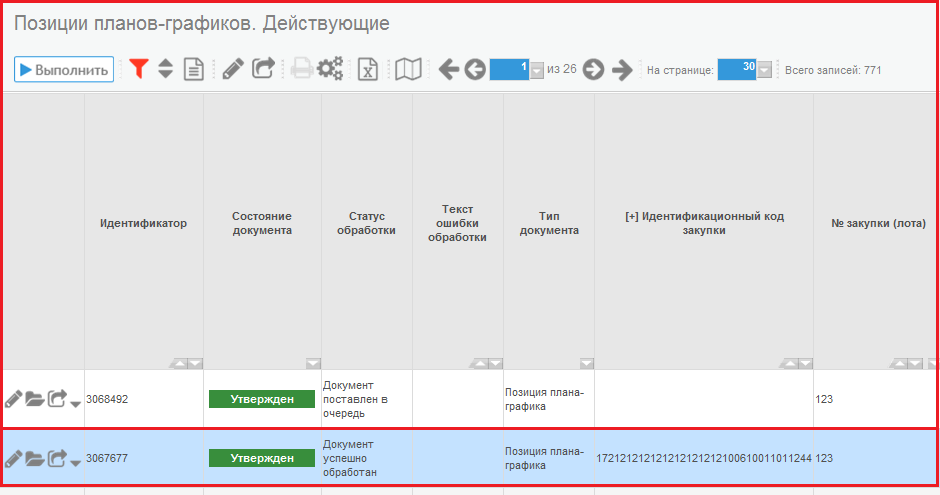 Позиции планов-графиков. Действующие
Выполнить
1 из 26
На странице: 30
Всего записей: 771
Идентификатор
Состояние
документа
Статус
обработки
Текст
ошибки
обработки
Тип
документа
[+] Идентификационный код
закупки
№ закупки (лота)
3068492
Утвержден
Документ
поставлен в
очередь
Позиция плана-
графика
123
3067677
Утвержден
Документ
успешно
обработан
Позиция плана-
графика
172121212121212121212100610011011244
123